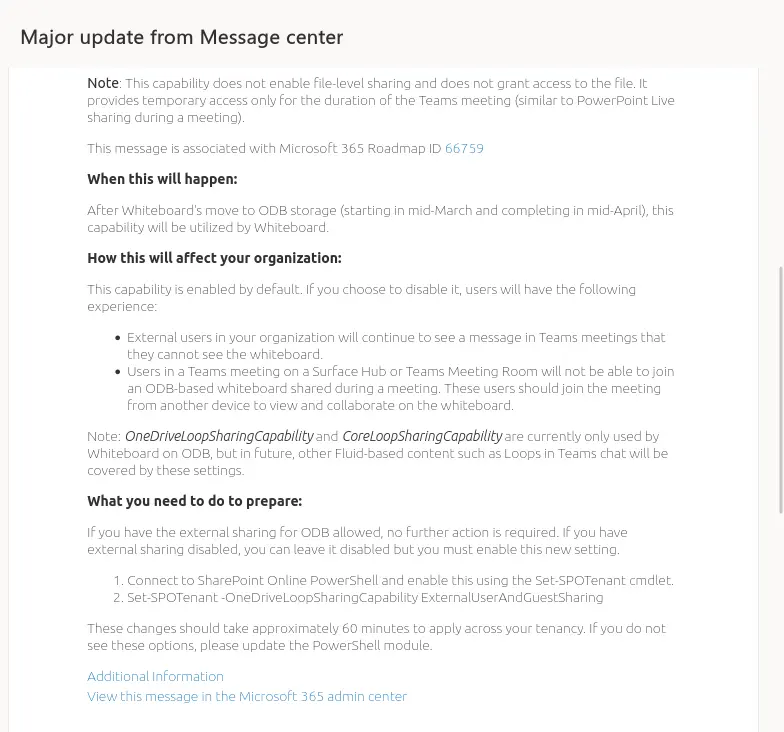 Major update from Message center
Note: This capability does not enable file-level sharing and does not grant access to the file. It
provides temporary access only for the duration of the Teams meeting (similar to PowerPoint Live
sharing during a meeting).
This message is associated with Microsoft 365 Roadmap ID 66759
When this will happen:
After Whiteboard's move to ODB storage (starting in mid-March and completing in mid-April), this
capability will be utilized by Whiteboard.
How this will affect your organization:
This capability is enabled by default. If you choose to disable it, users will have the following
experience:
• External users in your organization will continue to see a message in Teams meetings that
they cannot see the whiteboard.
• Users in a Teams meeting on a Surface Hub or Teams Meeting Room will not be able to join
an ODB-based whiteboard shared during a meeting. These users should join the meeting
from another device to view and collaborate on the whiteboard.
Note: OneDriveLoopSharingCapability and CoreLoopSharingCapability are currently only used by
Whiteboard on ODB, but in future, other Fluid-based content such as Loops in Teams chat will be
covered by these settings.
What you need to do to prepare:
If you have the external sharing for ODB allowed, no further action is required. If you have
external sharing disabled, you can leave it disabled but you must enable this new setting.
1. Connect to SharePoint Online PowerShell and enable this using the Set-SPOTenant cmdlet.
2. Set-SPOTenant -OneDriveLoopSharingCapability ExternalUserAndGuestSharing
These changes should take approximately 60 minutes to apply across your tenancy. If you do not
see these options, please update the PowerShell module.
Additional Information
View this message in the Microsoft 365 admin center